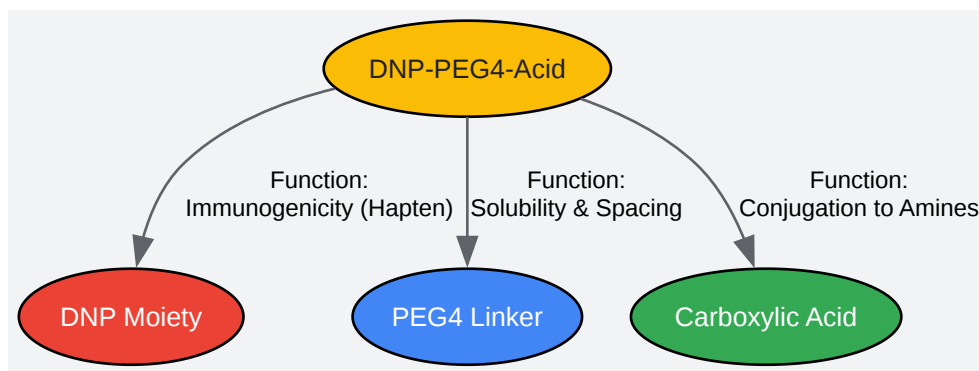 DNP-PEG4-Acid
Function:
Immunogenicity (Hapten)
Function:
Solubility & Spacing
Function:
Conjugation to Amines
DNP Moiety
PEG4 Linker
Carboxylic Acid